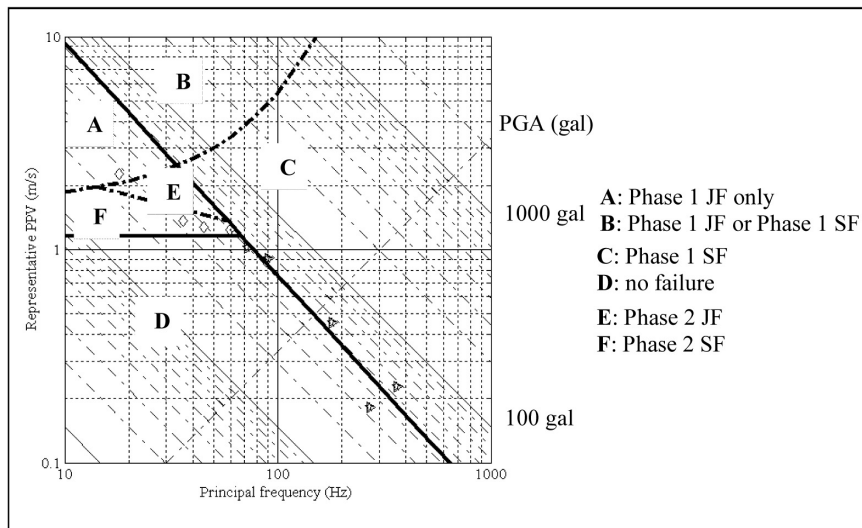 10
B
A
PGA (gal)
C
E
A: Phase 1 JF only
1000 gal
B: Phase 1 JF or Phase 1 SF
F
C: Phase 1 SF
1
D: no failure
Representative PPV (m/s)
D
E: Phase 2 JF
F: Phase 2 SF
100 gal
0.1
10
100
1000
Principal frequency (Hz)